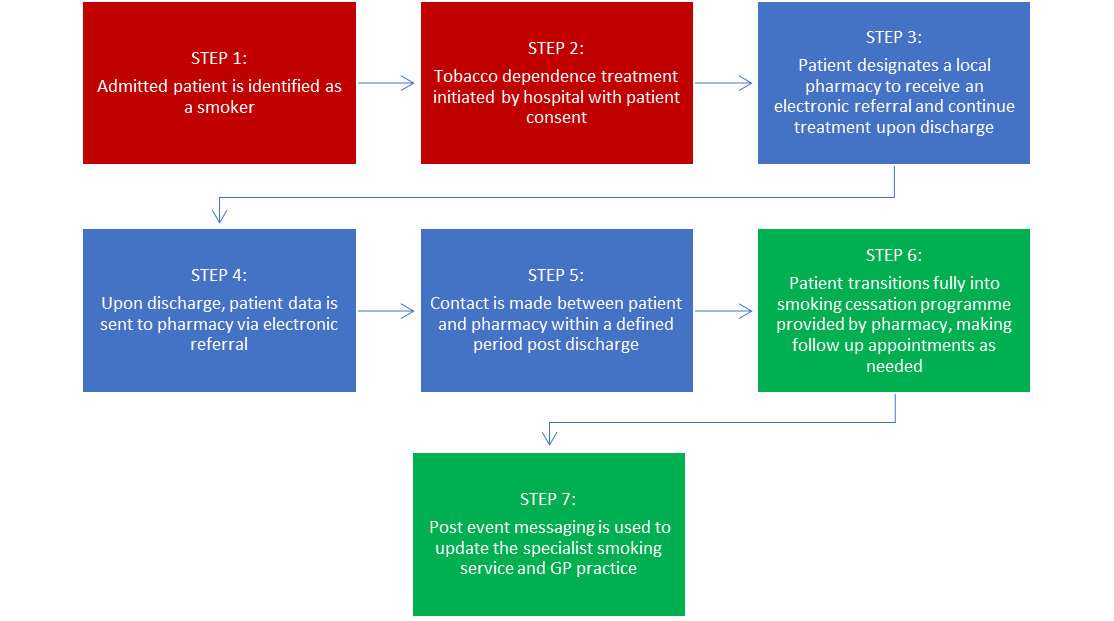 STEP 1:
Admitted patient is identified as
a smoker
STEP 2:
Tobacco dependence treatment
initiated by hospital with patient
consent
STEP 3:
Patient designates a local
pharmacy to receive an
electronic referral and continue
treatment upon discharge
STEP 4:
Upon discharge, patient data is
sent to pharmacy via electronic
referral
STEP 5:
Contact is made between patient
and pharmacy within a defined
period post discharge
STEP 6:
Patient transitions fully into
smoking cessation programme
provided by pharmacy, making
follow up appointments as
needed
STEP 7:
Post event messaging is used to
update the specialist smoking
service and GP practice